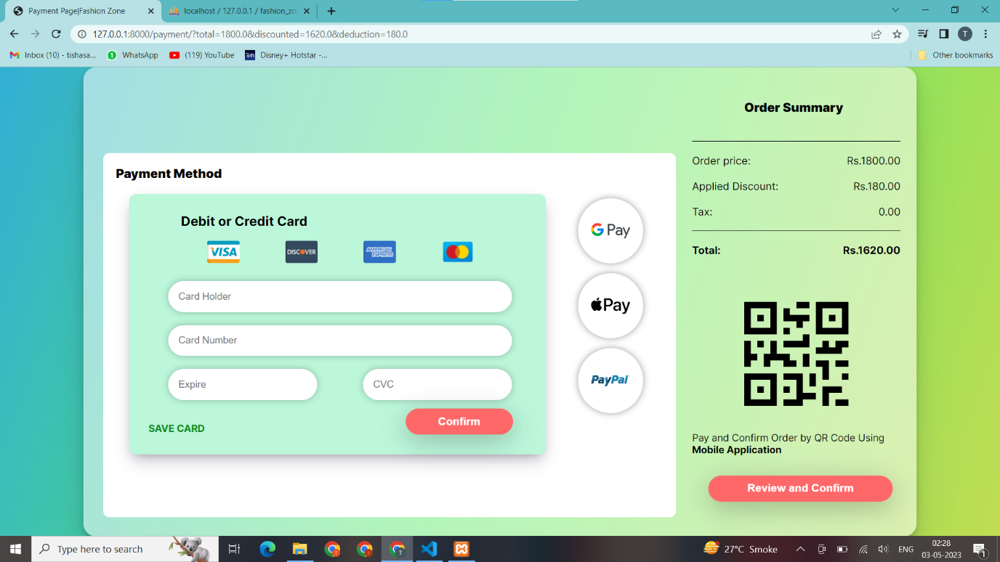 Payment Page|Fashion Zone
localhost / 127.0.0.1 / fashion_zo
127.0.0.1:8000/payment/?total=1800.0&discounted=1620.0&deduction=180.0
T
Inbox (10) - tishasa...
WhatsApp
(119) YouTube
Disney+ Hotstar -...
Other bookmarks
Payment Method
Debit or Credit Card
VISA
DISCOVER
AMERICAN
EXPRESS
Card Holder
Card Number
Expire
CVC
SAVE CARD
Confirm
G Pay
Pay
PayPal
Order Summary
Order price: Rs.1800.00
Applied Discount: Rs.180.00
Tax: 0.00
Total: Rs.1620.00
Pay and Confirm Order by QR Code Using
Mobile Application
Review and Confirm
Type here to search
27°C Smoke
ENG
02:28
03-05-2023
1